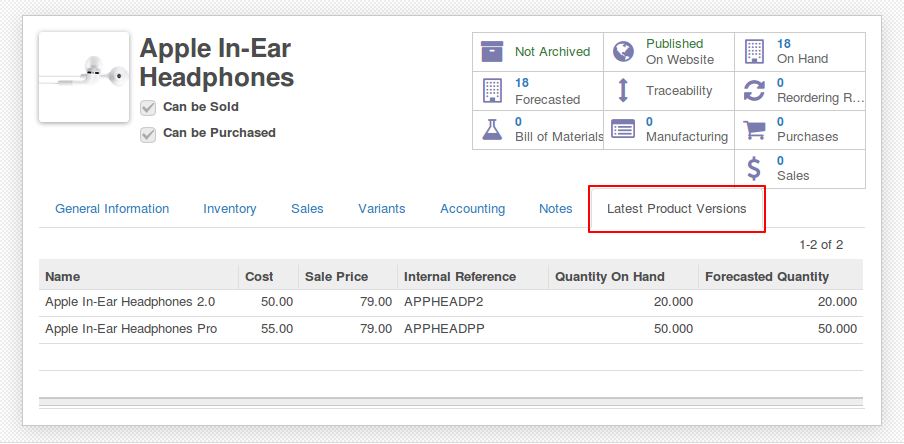 Apple In-Ear
Headphones
Can be Sold
Can be Purchased
Not Archived
Published
On Website
18
On Hand
18
Forecasted
Traceability
0
Reordering R...
0
Bill of Materials
0
Manufacturing
0
Purchases
0
Sales
General Information Inventory Sales Variants Accounting Notes Latest Product Versions
1-2 of 2
Name Cost Sale Price Internal Reference Quantity On Hand Forecasted Quantity
Apple In-Ear Headphones 2.0 50.00 79.00 APPHEADP2 20.000 20.000
Apple In-Ear Headphones Pro 55.00 79.00 APPHEADPP 50.000 50.000